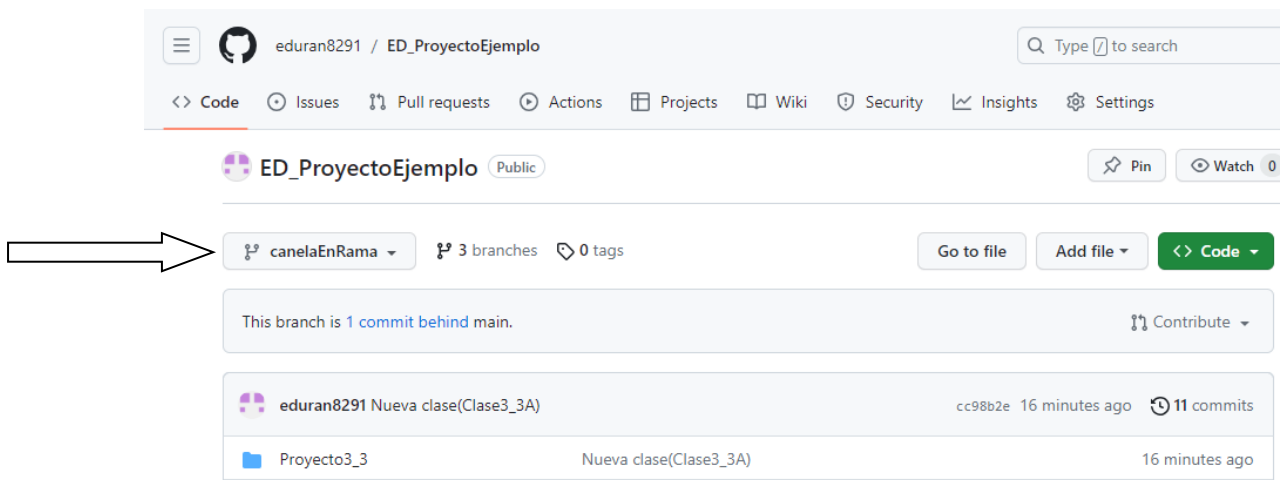 eduran8291 / ED_ProyectoEjemplo
Type / to search
Code Issues Pull requests Actions Projects Wiki Security Insights Settings
ED_ProyectoEjemplo Public
Pin Watch 0
canelaEnRama 3 branches 0 tags
Go to file Add file <> Code
This branch is 1 commit behind main.
Contribute
eduran8291 Nueva clase(Clase3_3A) cc98b2e 16 minutes ago 11 commits
Proyecto3_3 Nueva clase(Clase3_3A) 16 minutes ago